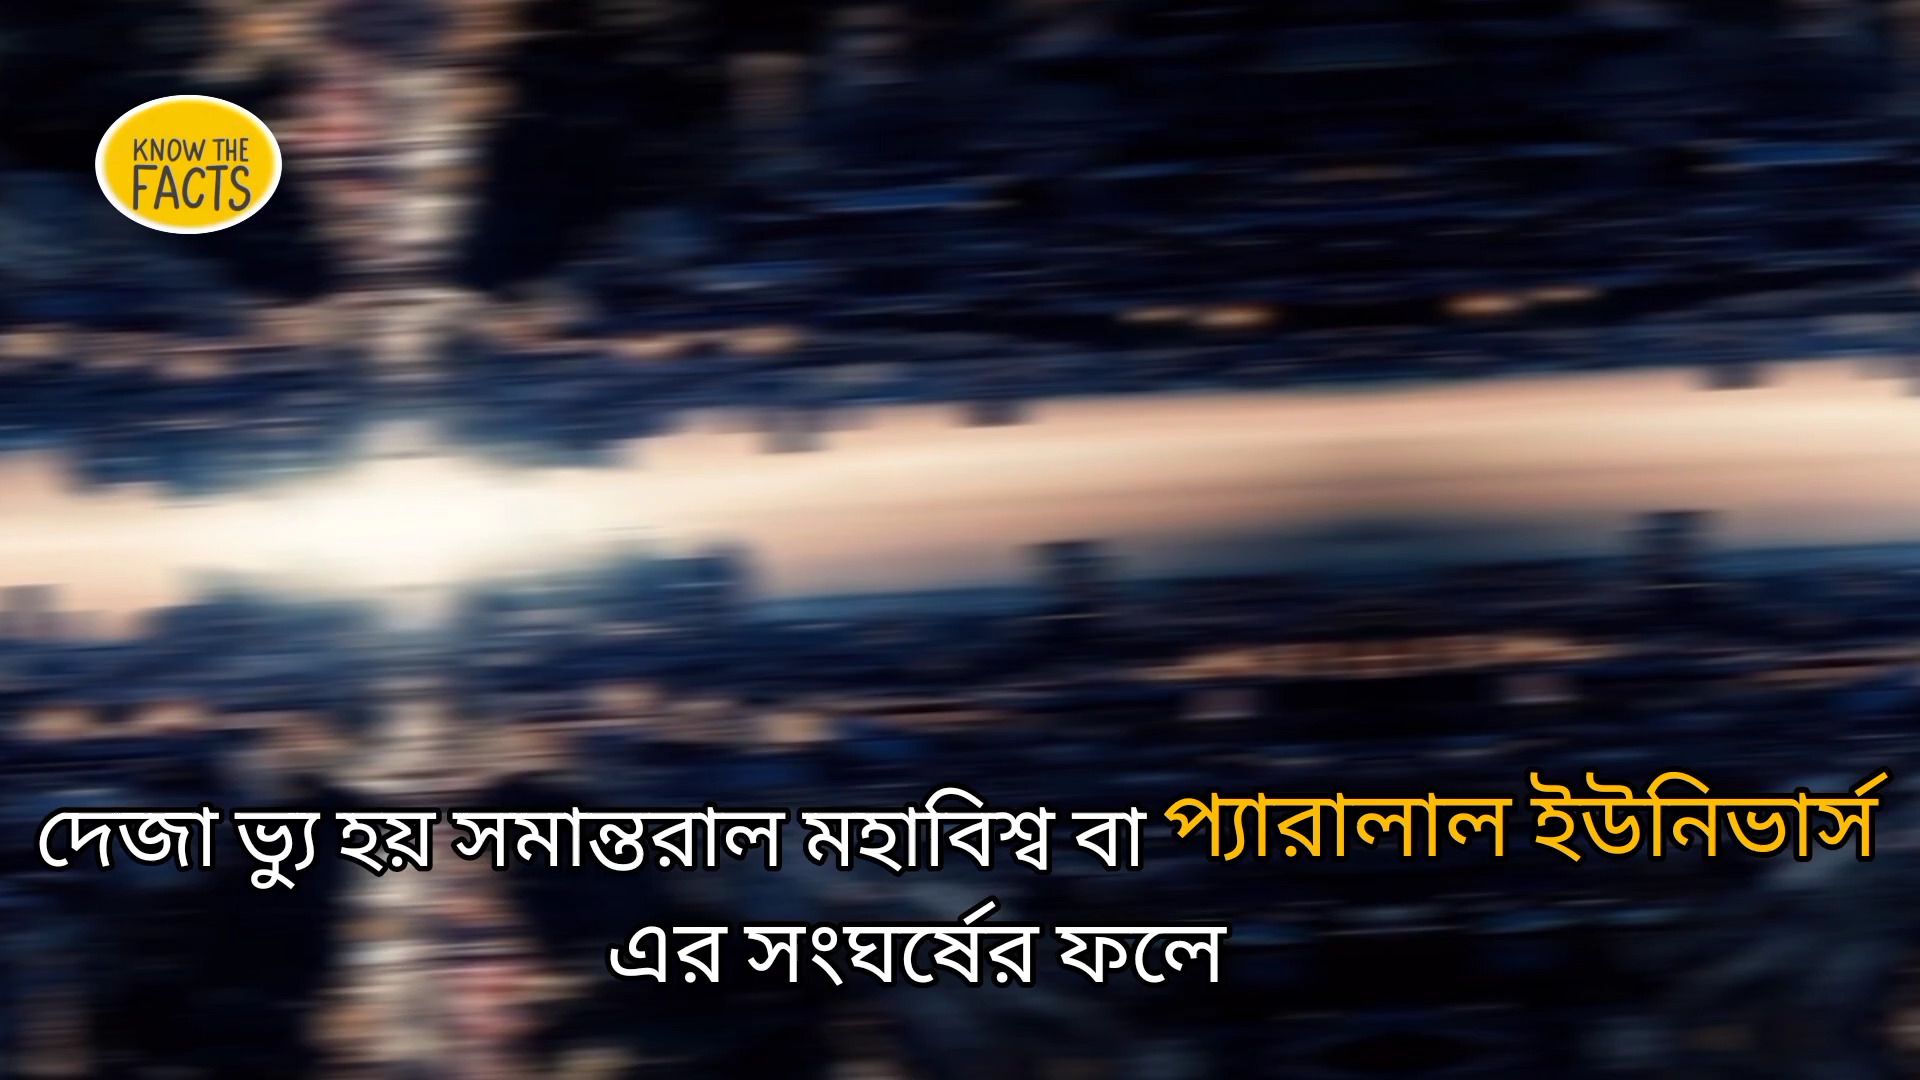 KNOW THE
FACTS
দেজা ভ্যু হয় সমান্তরাল মহাবিশ্ব বা প্যারালাল ইউনিভার্স
এর সংঘর্ষের ফলে